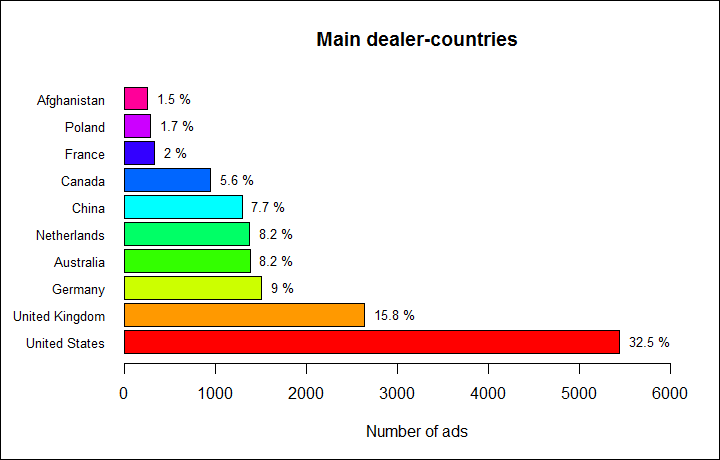 Main dealer-countries
Afghanistan 1.5 %
Poland 1.7 %
France 2 %
Canada 5.6 %
China 7.7 %
Netherlands 8.2 %
Australia 8.2 %
Germany 9 %
United Kingdom 15.8 %
United States 32.5 %
0 1000 2000 3000 4000 5000 6000
Number of ads